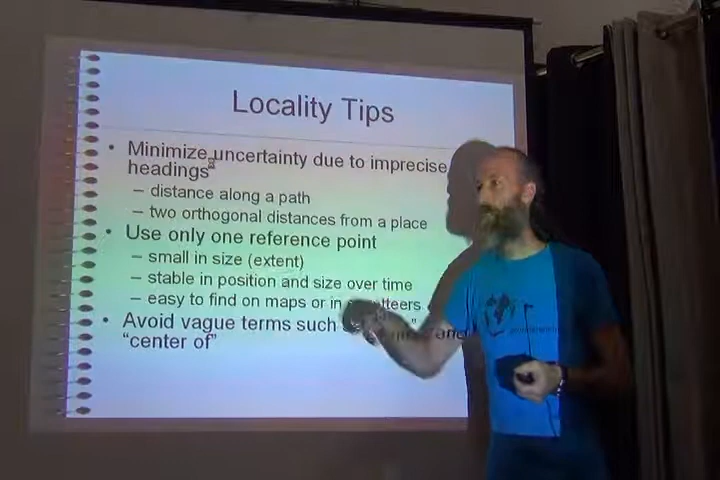 Locality Tips
• Minimize uncertainty due to imprecise
headings
– distance along a path
– two orthogonal distances from a place
• Use only one reference point
– small in size (extent)
– stable in position and size over time
– easy to find on maps or in
• Avoid vague terms such
"center of"